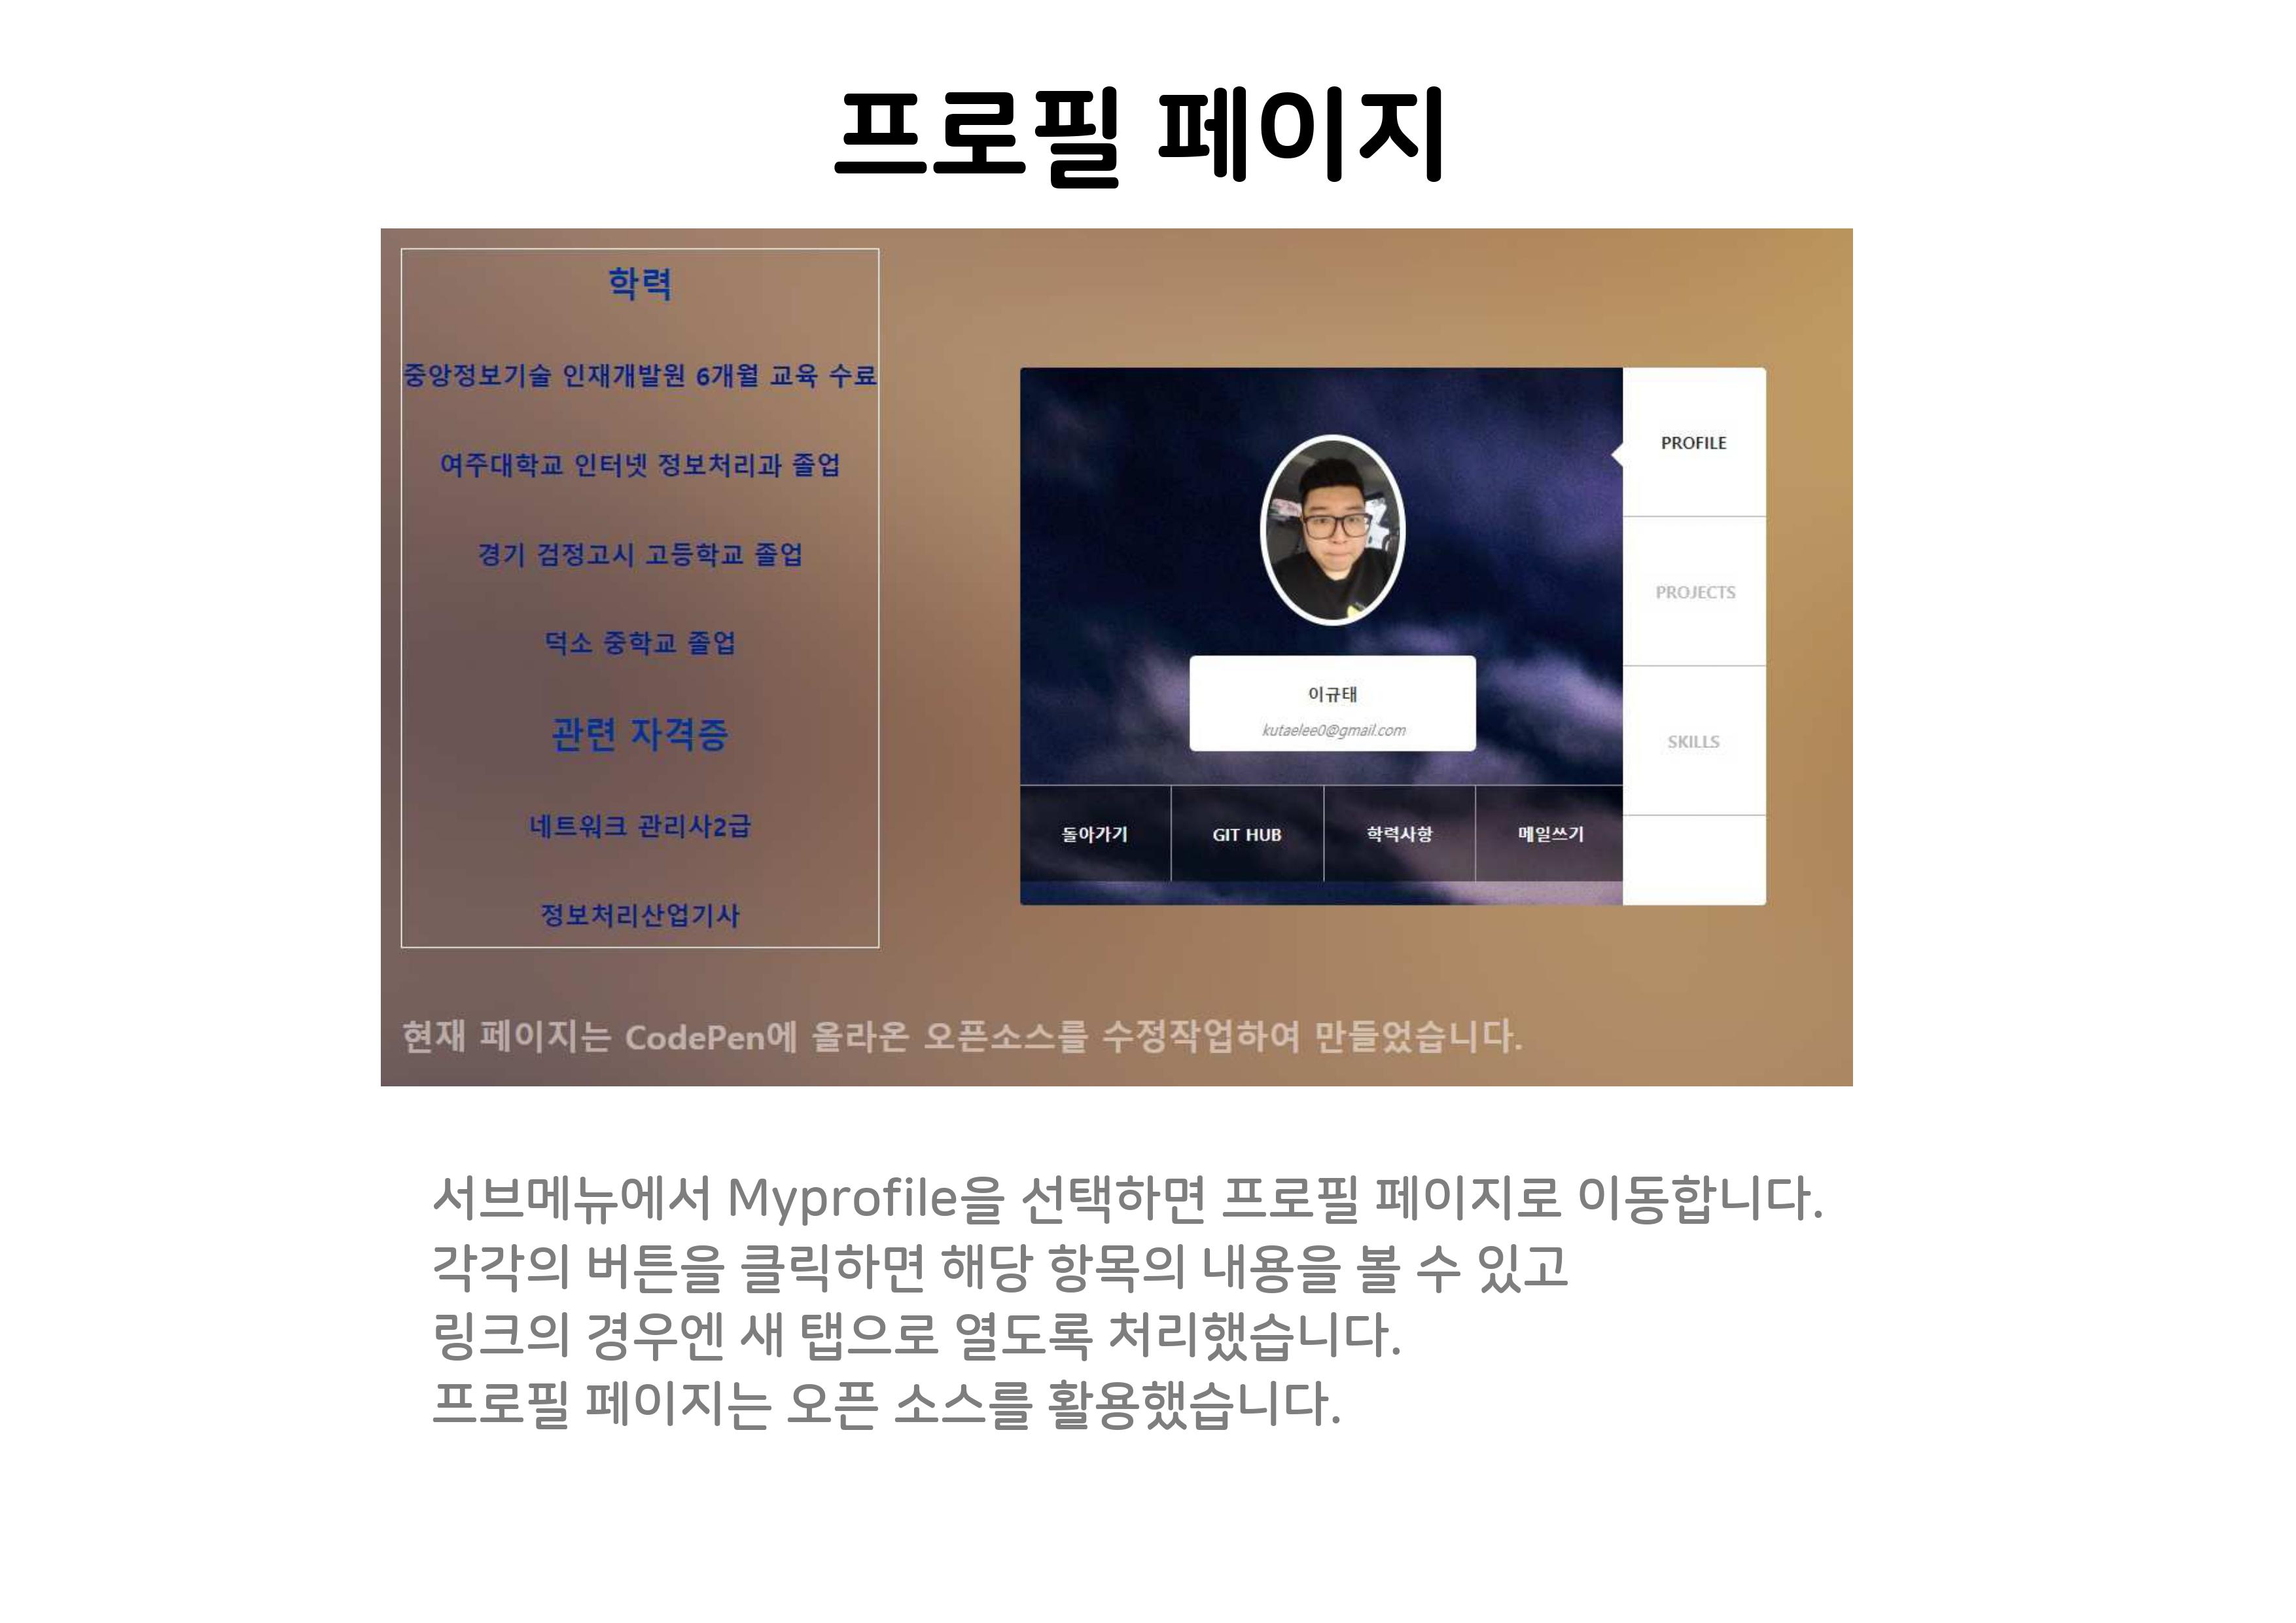 프로필 페이지
학력
중앙정보기술 인재개발원 6개월 교육 수료
여주대학교 인터넷 정보처리과 졸업
경기 검정고시 고등학교 졸업
덕소 중학교 졸업
관련 자격증
네트워크 관리사2급
정보처리산업기사
이규태
kutaelee0@gmail.com
돌아가기
GIT HUB
학력사항
메일쓰기
PROFILE
PROJECTS
SKILLS
현재 페이지는 CodePen에 올라온 오픈소스를 수정작업하여 만들었습니다.
서브메뉴에서 Myprofile을 선택하면 프로필 페이지로 이동합니다.
각각의 버튼을 클릭하면 해당 항목의 내용을 볼 수 있고
링크의 경우엔 새 탭으로 열도록 처리했습니다.
프로필 페이지는 오픈 소스를 활용했습니다.